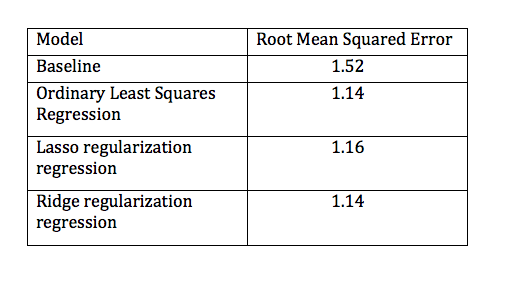 Model Root Mean Squared Error
Baseline 1.52
Ordinary Least Squares 1.14
Regression
Lasso regularization 1.16
regression
Ridge regularization 1.14
regression